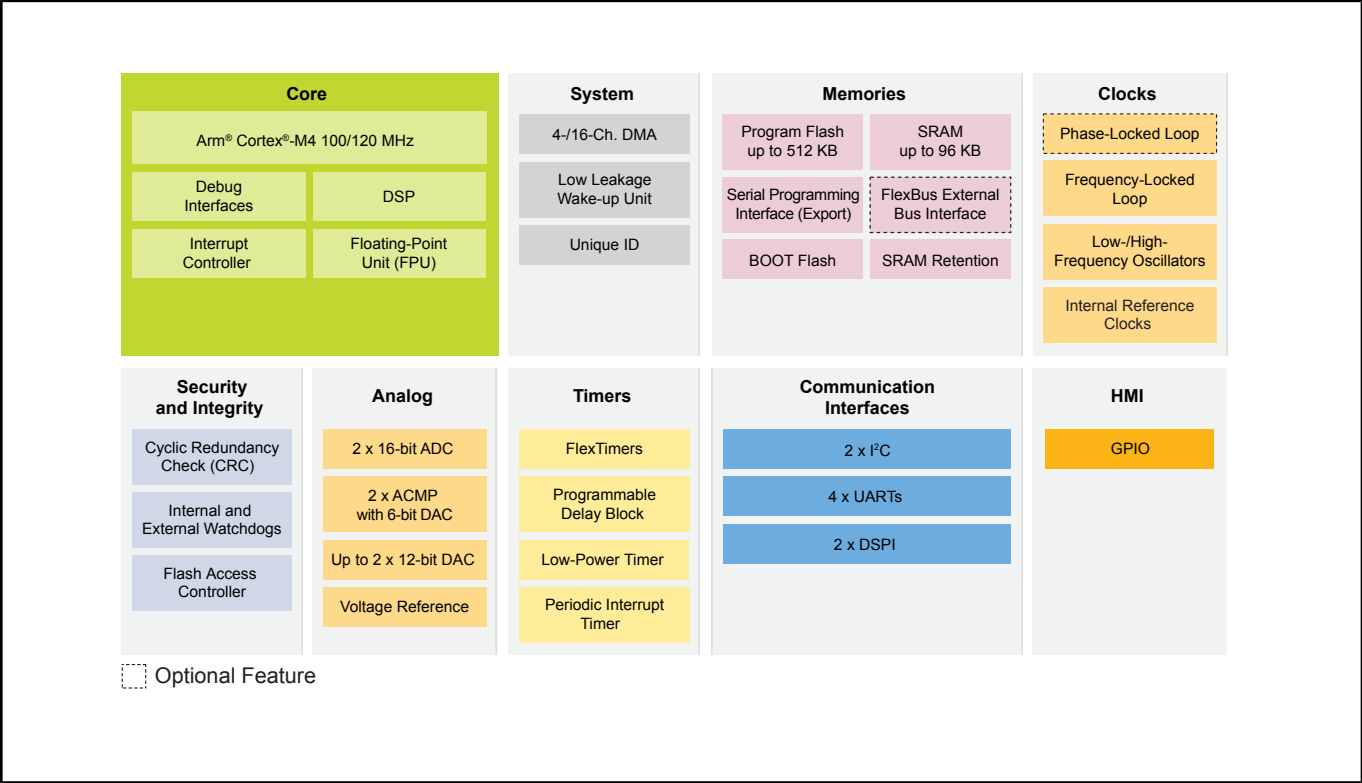 Core
Arm® Cortex®-M4 100/120 MHz
Debug
Interfaces
DSP
Interrupt
Controller
Floating-Point
Unit (FPU)
System
4-/16-Ch. DMA
Low Leakage
Wake-up Unit
Unique ID
Memories
Program Flash
up to 512 KB
SRAM
up to 96 KB
Serial Programming
Interface (Export)
FlexBus External
Bus Interface
BOOT Flash
SRAM Retention
Clocks
Phase-Locked Loop
Frequency-Locked
Loop
Low-/High-
Frequency Oscillators
Internal Reference
Clocks
Security
and Integrity
Cyclic Redundancy
Check (CRC)
Internal and
External Watchdogs
Flash Access
Controller
Analog
2 x 16-bit ADC
2 x ACMP
with 6-bit DAC
Up to 2 x 12-bit DAC
Voltage Reference
Timers
FlexTimers
Programmable
Delay Block
Low-Power Timer
Periodic Interrupt
Timer
Communication
Interfaces
2 x I²C
4 x UARTs
2 x DSPI
HMI
GPIO
Optional Feature